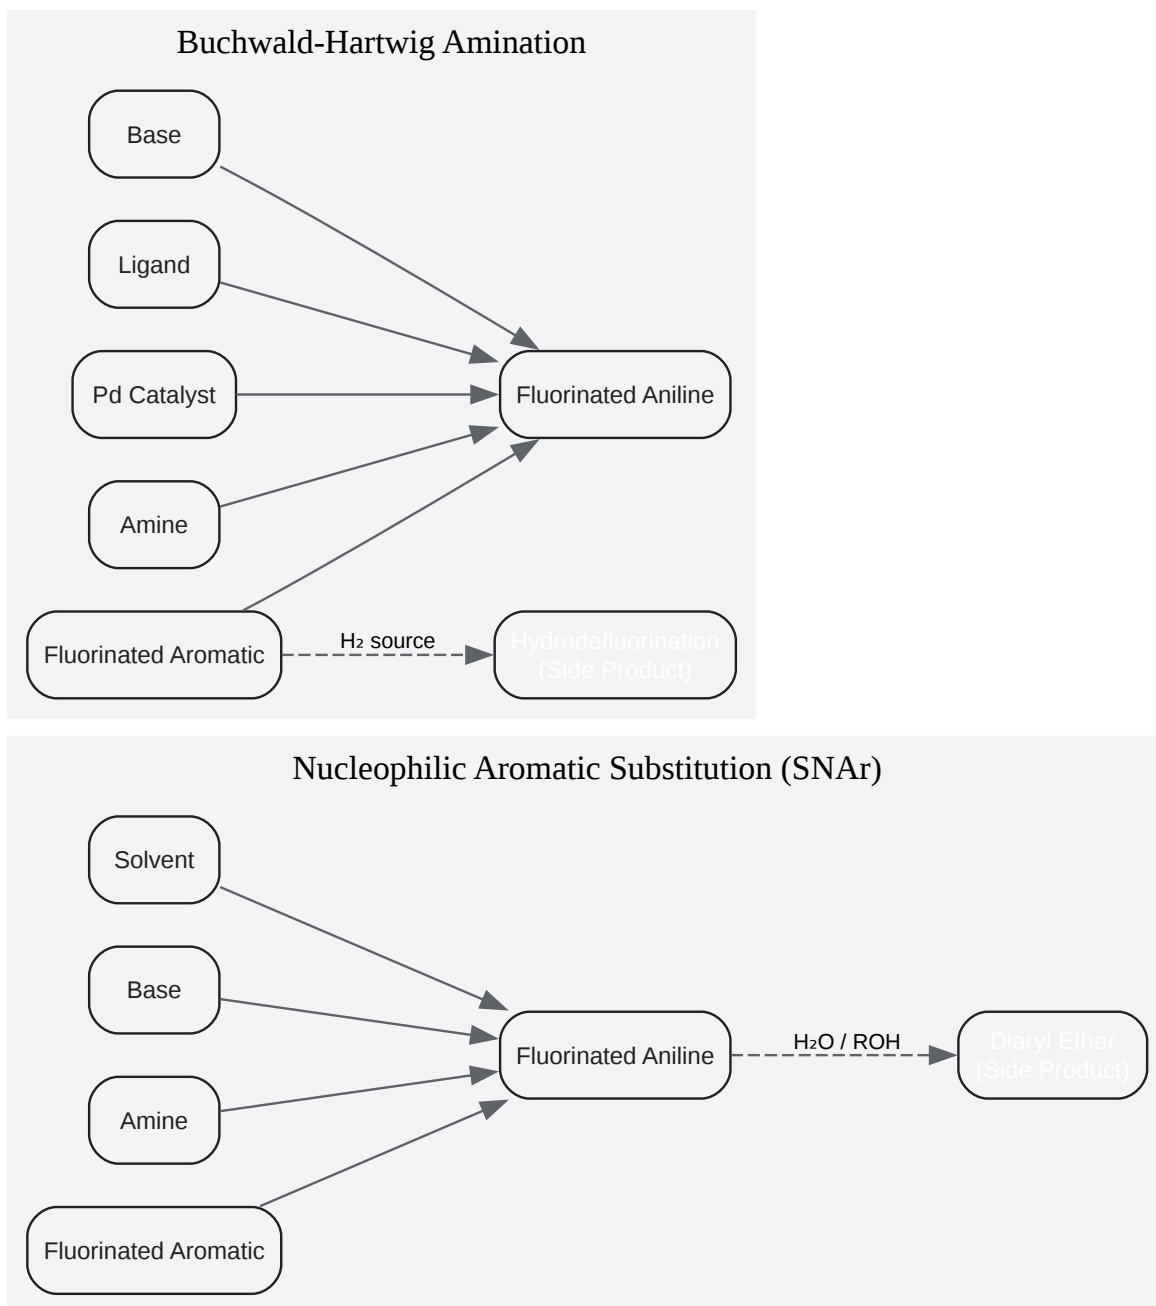 Buchwald-Hartwig Amination
Base
Ligand
Pd Catalyst
Fluorinated Aniline
Amine
Fluorinated Aromatic
H₂ source
Hydrodefluorination
(Side Product)
Nucleophilic Aromatic Substitution (SNAr)
Solvent
Base
Fluorinated Aniline
H₂O / ROH
Diaryl Ether
(Side Product)
Amine
Fluorinated Aromatic